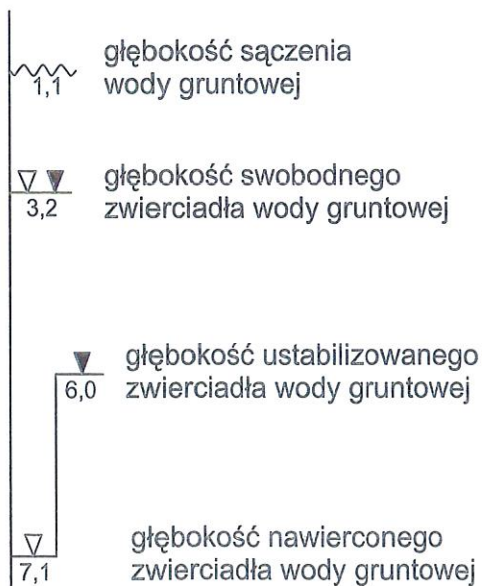 głębokość sączenia
wody gruntowej
1,1
głębokość swobodnego
zwierciadła wody gruntowej
3,2
głębokość ustabilizowanego
zwierciadła wody gruntowej
6,0
głębokość nawierconego
zwierciadła wody gruntowej
7,1